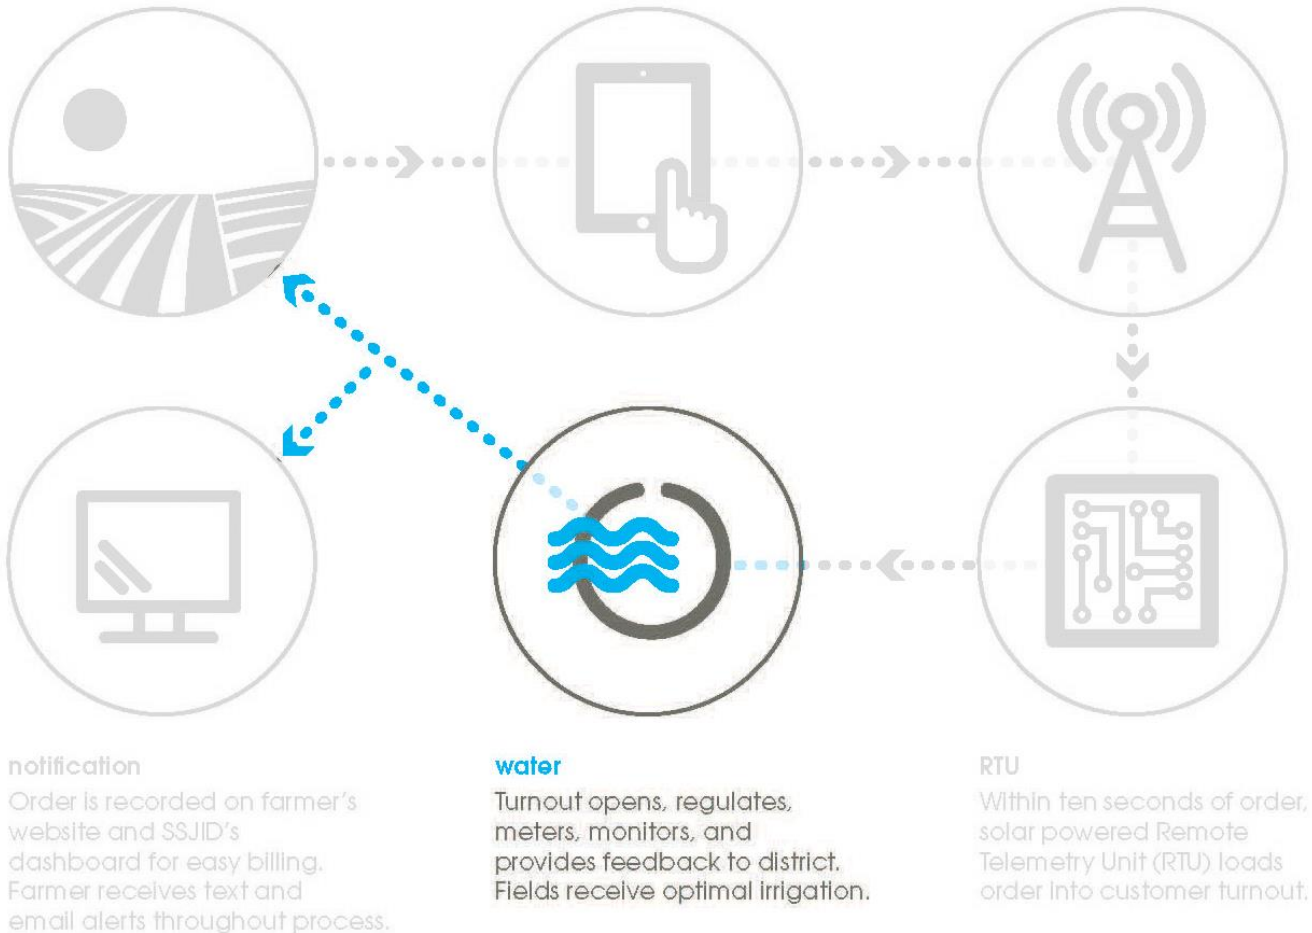 notification
Order is recorded on farmer's
website and SSJID's
dashboard for easy billing.
Farmer receives text and
email alerts throughout process.
water
Turnout opens, regulates,
meters, monitors, and
provides feedback to district.
Fields receive optimal irrigation.
RTU
Within ten seconds of order,
solar powered Remote
Telemetry Unit (RTU) loads
order into customer turnout.